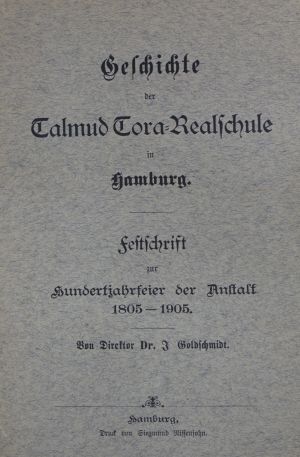 Geschichte
der
Talmud Tora-Realschule
in
Hamburg.
Festschrift
zur
Hundertjahrfeier der Anstalt
1805-1905.
Von Direktor Dr. J Goldschmidt.
Hamburg,
Druck von Siegmund Nissensohn.